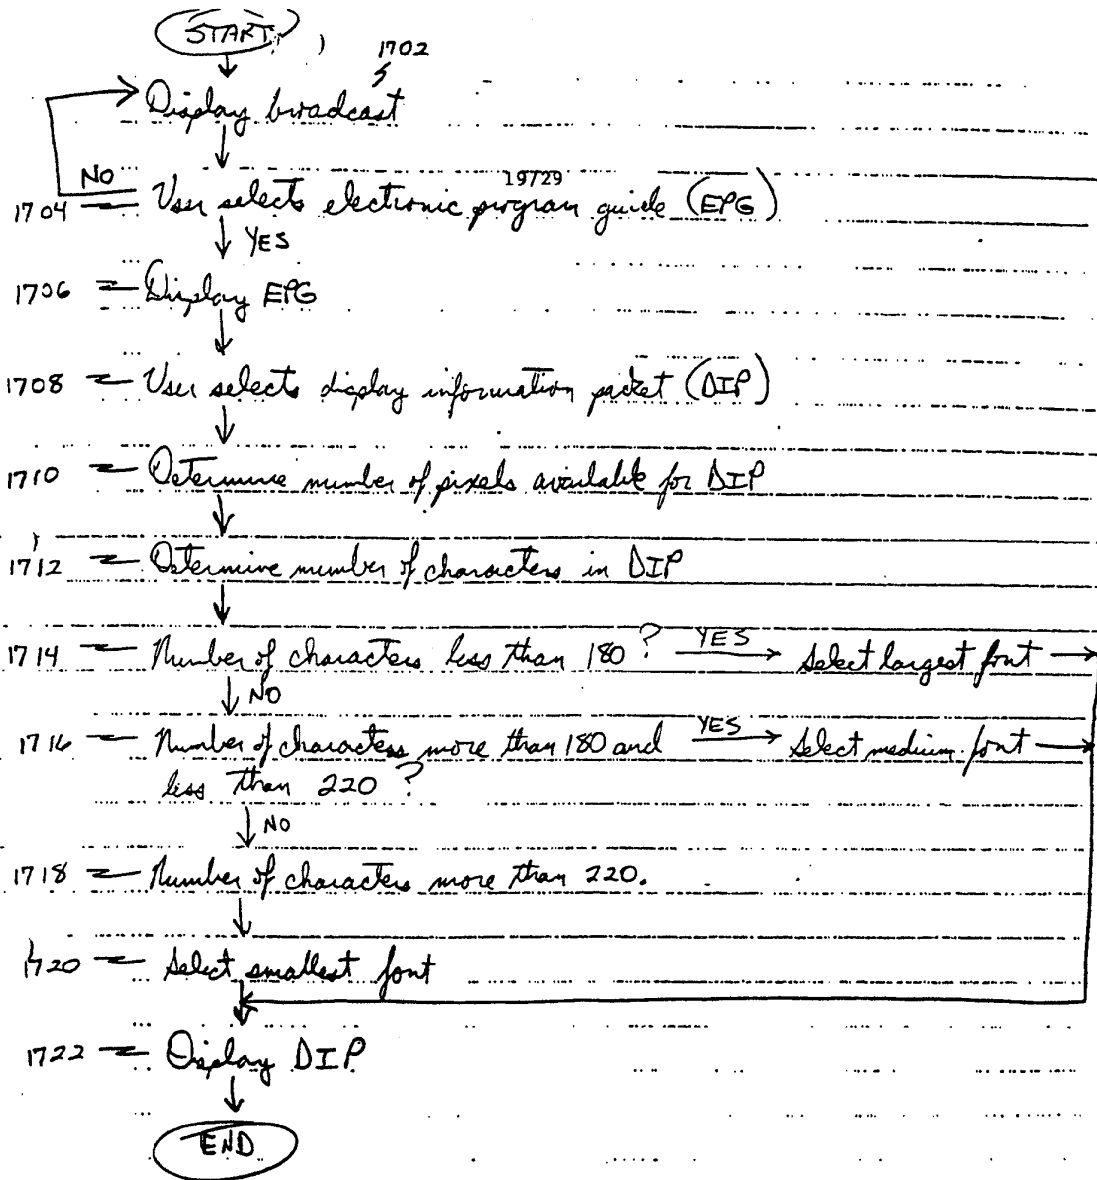 START
1702
Display broadcast
NO
19/29
1704 User selects electronic program guide (EPG)
YES
1706 Display EPG
1708 User selects display information packet (DIP)
1710 Determine number of pixels available for DIP
1712 Determine number of characters in DIP
1714 Number of characters less than 180? YES Select largest font
NO
1716 Number of characters more than 180 and YES Select medium font
less than 220?
NO
1718 Number of characters more than 220.
1720 Select smallest font
1722 Display DIP
END